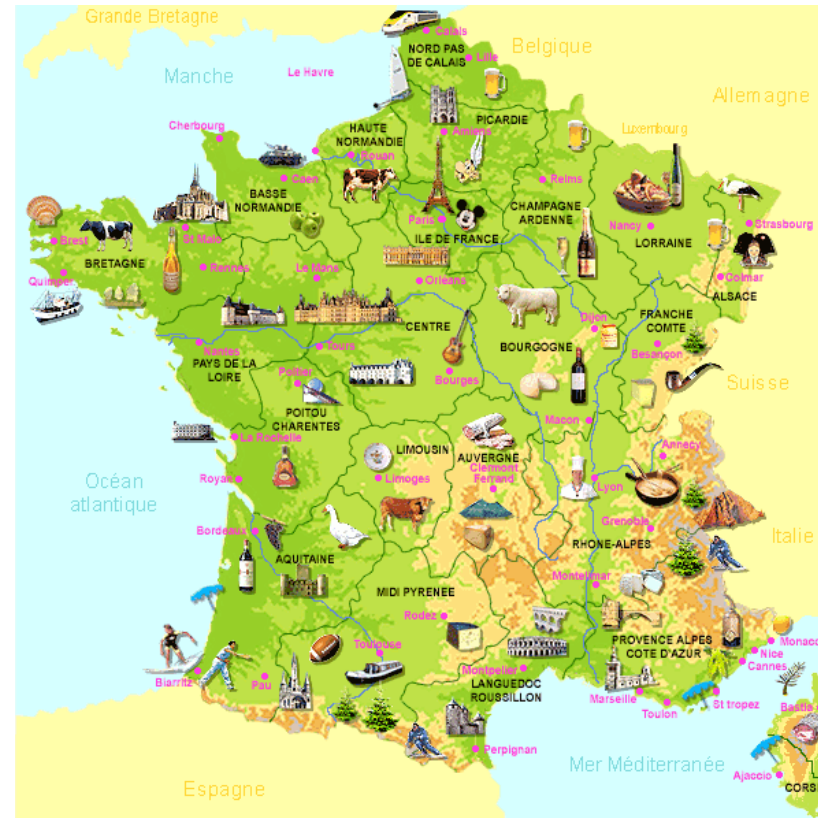 Grande Bretagne
Calais
NORD PAS
DE CALAIS
Lille
Belgique
Manche
Le Havre
Allemagne
Cherbourg
HAUTE
NORMANDIE
PICARDIE
Amiens
Luxembourg
Rouan
Caen
BASSE
NORMANDIE
Reims
CHAMPAGNE
ARDENNE
Paris
ILE DE FRANCE
Nancy
LORRAINE
Strasbourg
Brest
BRETAGNE
St Malo
Quimper
Rennes
Le Mans
Orleans
Colmar
ALSACE
CENTRE
Dijon
FRANCHE
COMTE
BOURGOGNE
Besançon
Nantes
PAYS DE LA
LOIRE
Tours
Poitier
Bourges
Suisse
POITOU
CHARENTES
Macon
La Rochelle
LIMOUSIN
AUVERGNE
Clermont
Ferrand
Annecy
Océan
atlantique
Royan
Limoges
Lyon
Bordeaux
Grenoble
Italie
RHONE-ALPES
AQUITAINE
Montelimar
MIDI PYRENEE
Rodez
PROVENCE ALPES
COTE D'AZUR
Monaco
Nice
Cannes
Toulouse
Biarritz
Pau
Montpelier
LANGUEDOC
ROUSSILLON
Marseille
Toulon
St tropez
Bastia
Perpignan
Mer Méditerranée
Ajaccio
CORS
Espagne